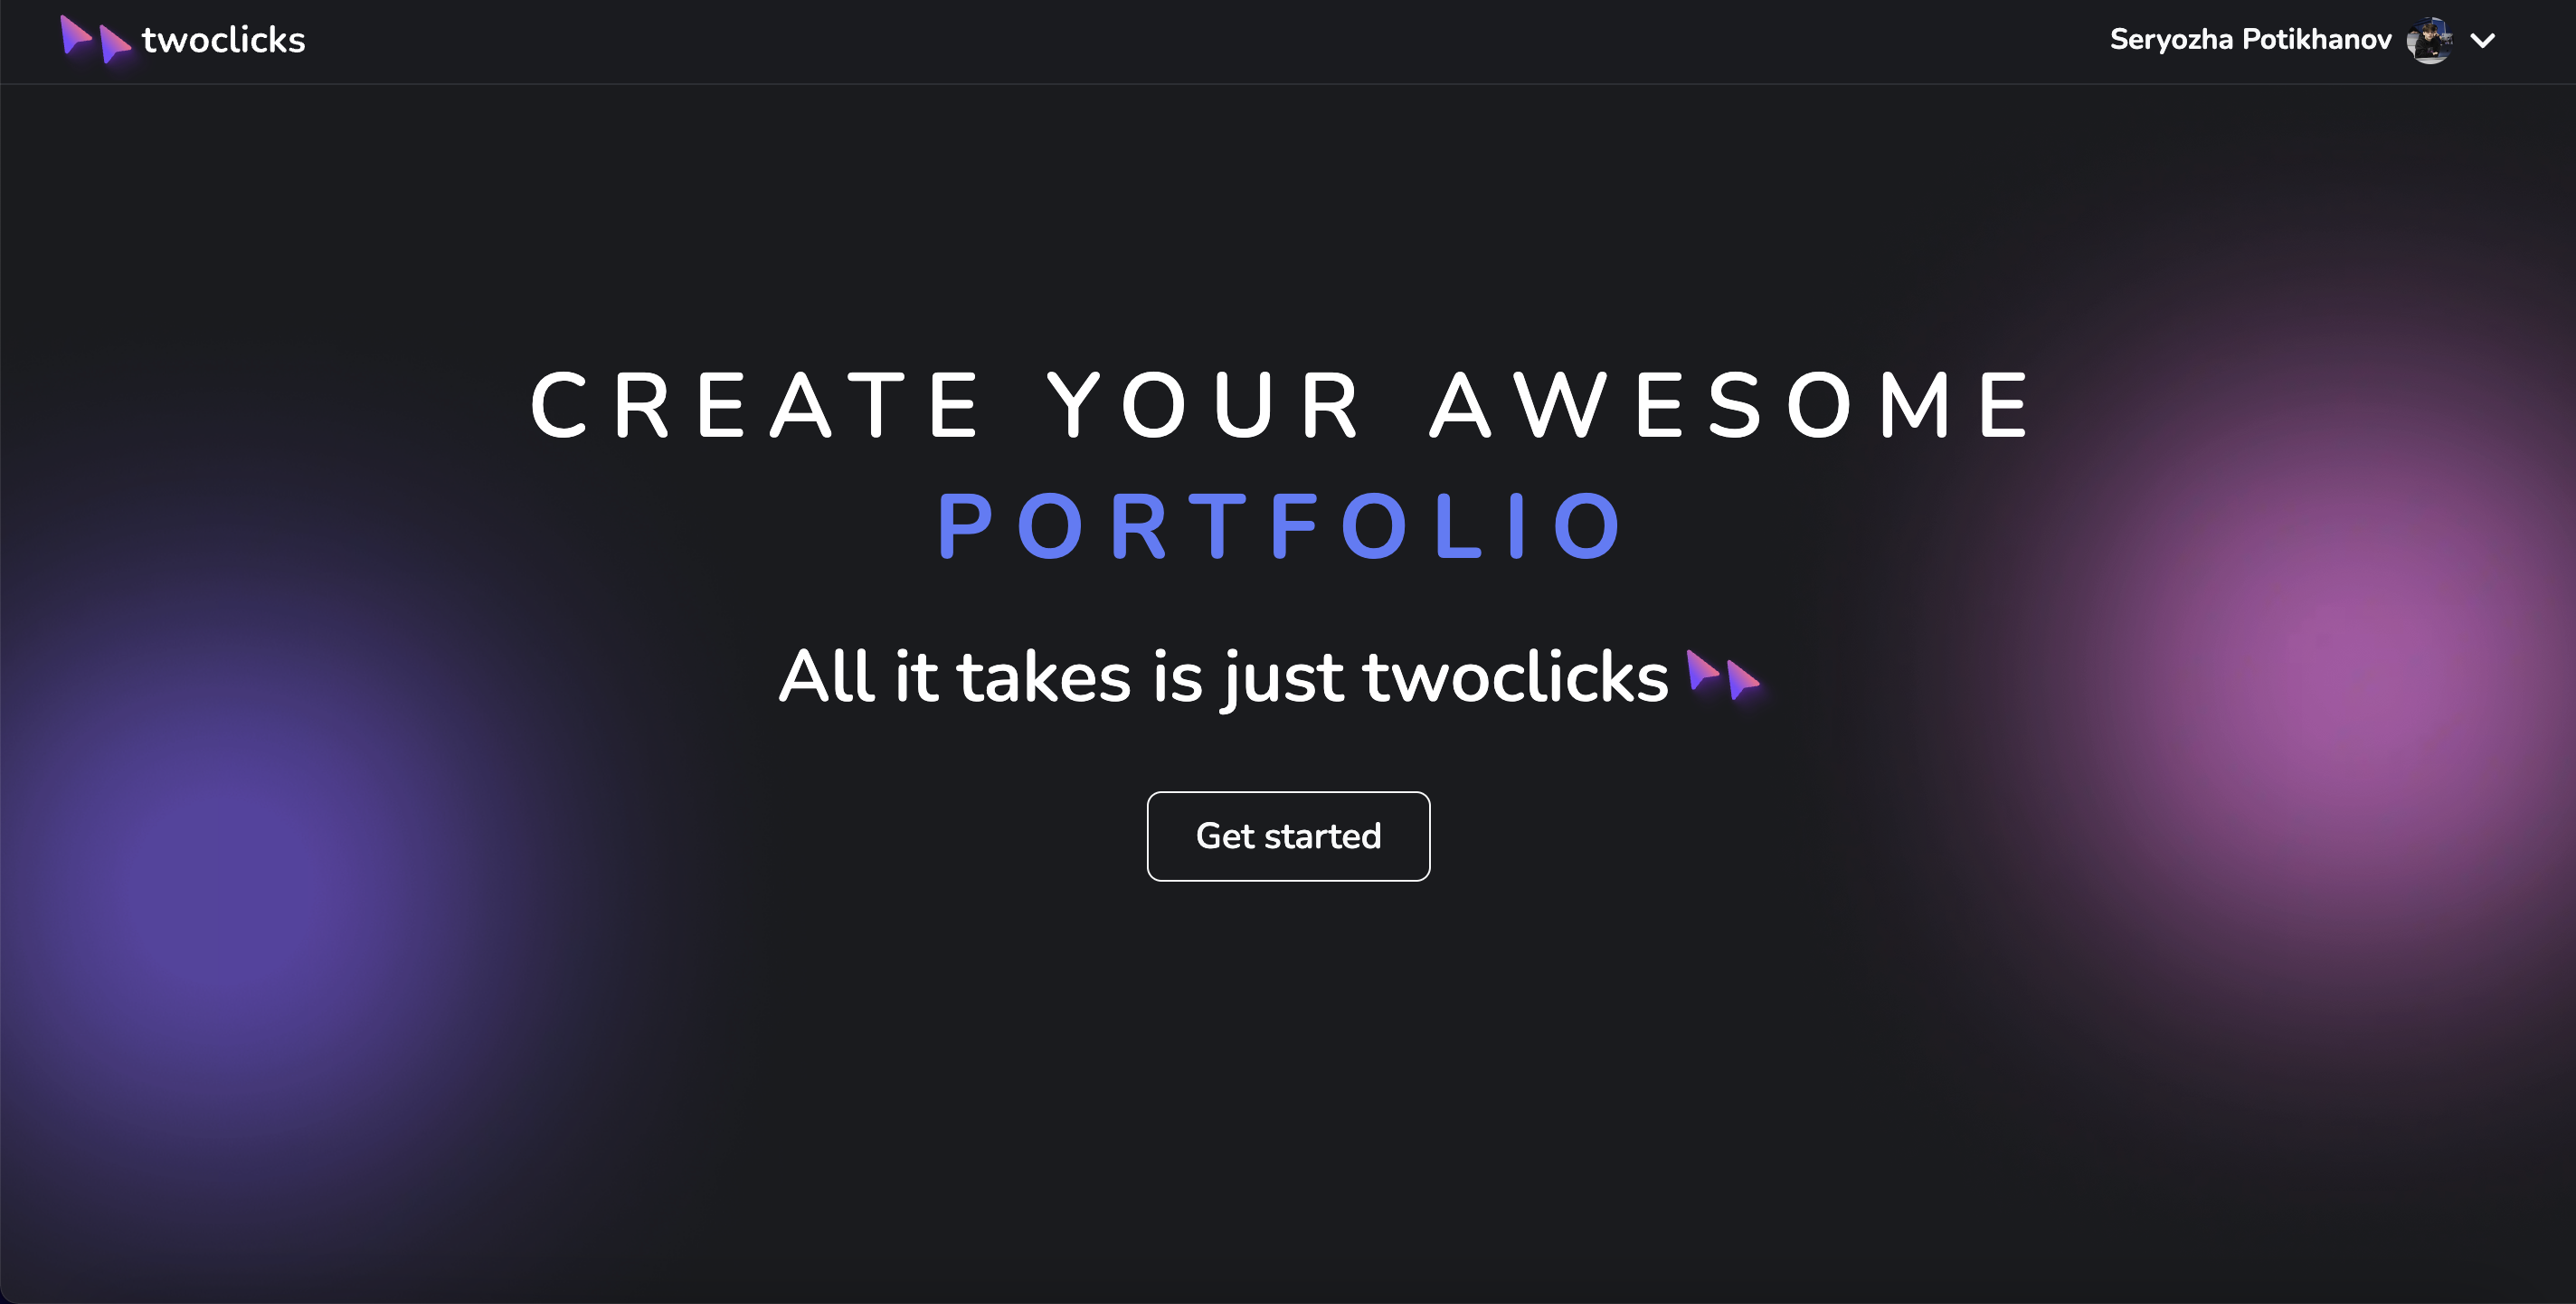 twoclicks
Seryozha Potikhanov
CREATE YOUR AWESOME
PORTFOLIO
All it takes is just twoclicks
Get started